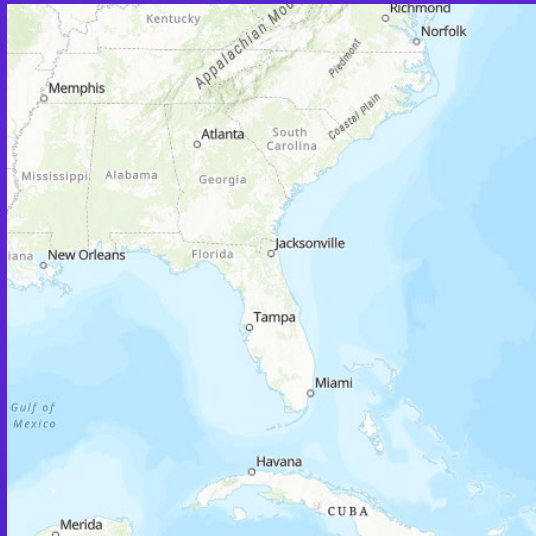 Richmond
Kentucky
Norfolk
Appalachian Mou
Piedmont
Memphis
Coastal Plain
Atlanta
South
Carolina
Mississippi
Alabama
Georgia
Jacksonville
iana
New Orleans
Florida
Tampa
Miami
Gulf of
Mexico
Havana
CUBA
Merida